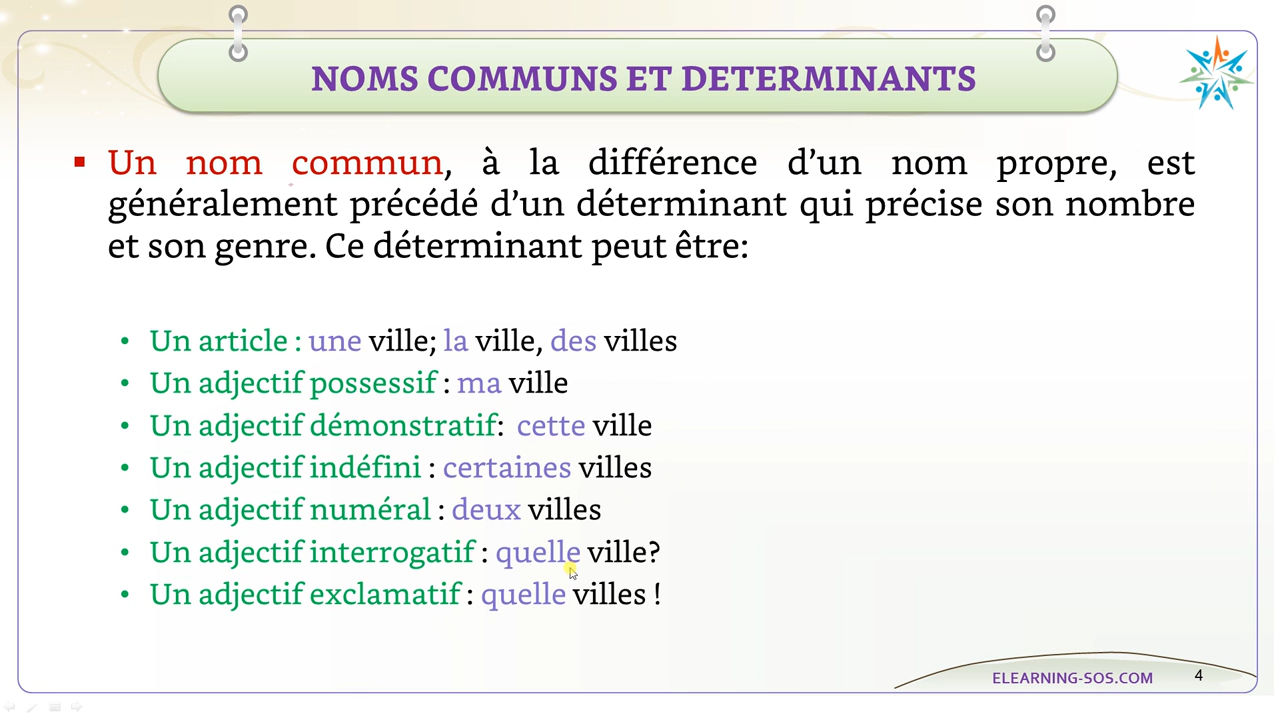 NOMS COMMUNS ET DETERMINANTS
Un nom commun, à la différence d’un nom propre, est
généralement précédé d’un déterminant qui précise son nombre
et son genre. Ce déterminant peut être:
Un article : une ville; la ville, des villes
Un adjectif possessif : ma ville
Un adjectif démonstratif: cette ville
Un adjectif indéfini : certaines villes
Un adjectif numéral : deux villes
Un adjectif interrogatif : quelle ville?
Un adjectif exclamatif : quelle villes !
ELEARNING-SOS.COM
4